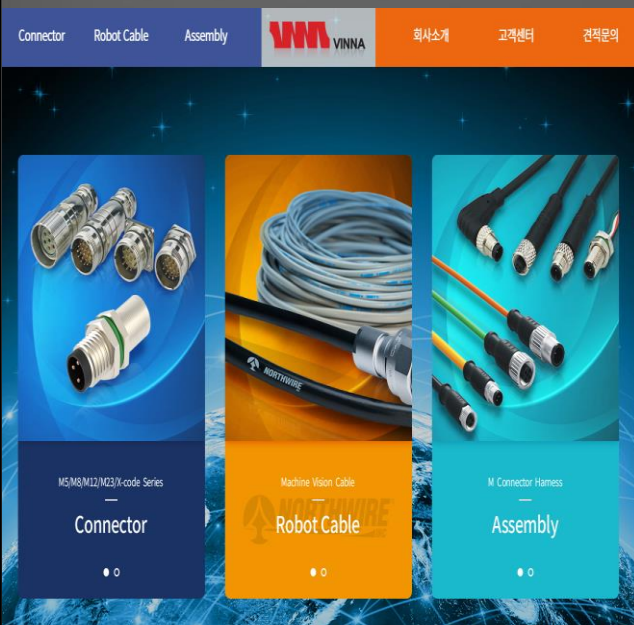 Connector Robot Cable Assembly VINNA 회사소개 고객센터 견적문의
NORTHWIRE
M5/M8/M12/M23/X-code Series
Connector
Machine Vision Cable
NORTHWIRE
Robot Cable
M Connector Harness
Assembly